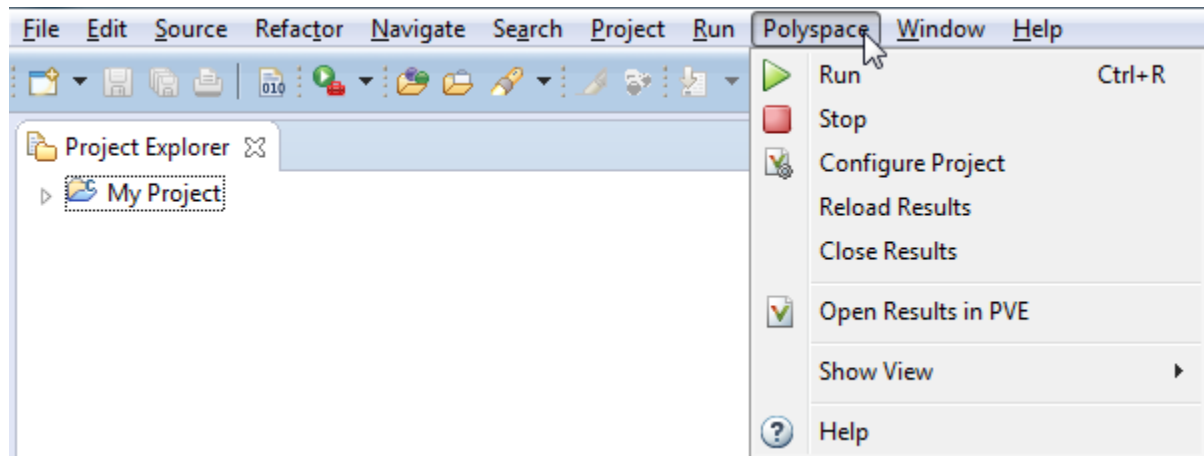 File Edit Source Refactor Navigate Search Project Run Polyspace Window Help
010
Project Explorer
My Project
Run Ctrl+R
Stop
Configure Project
Reload Results
Close Results
Open Results in PVE
Show View
Help